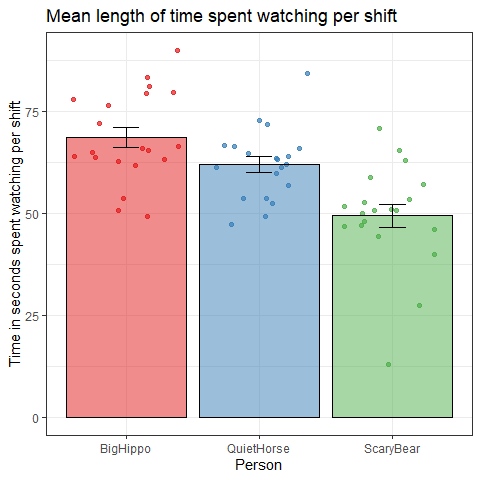 Mean length of time spent watching per shift
Time in seconds spent watching per shift
75
50
25
0
BigHippo QuietHorse ScaryBear
Person